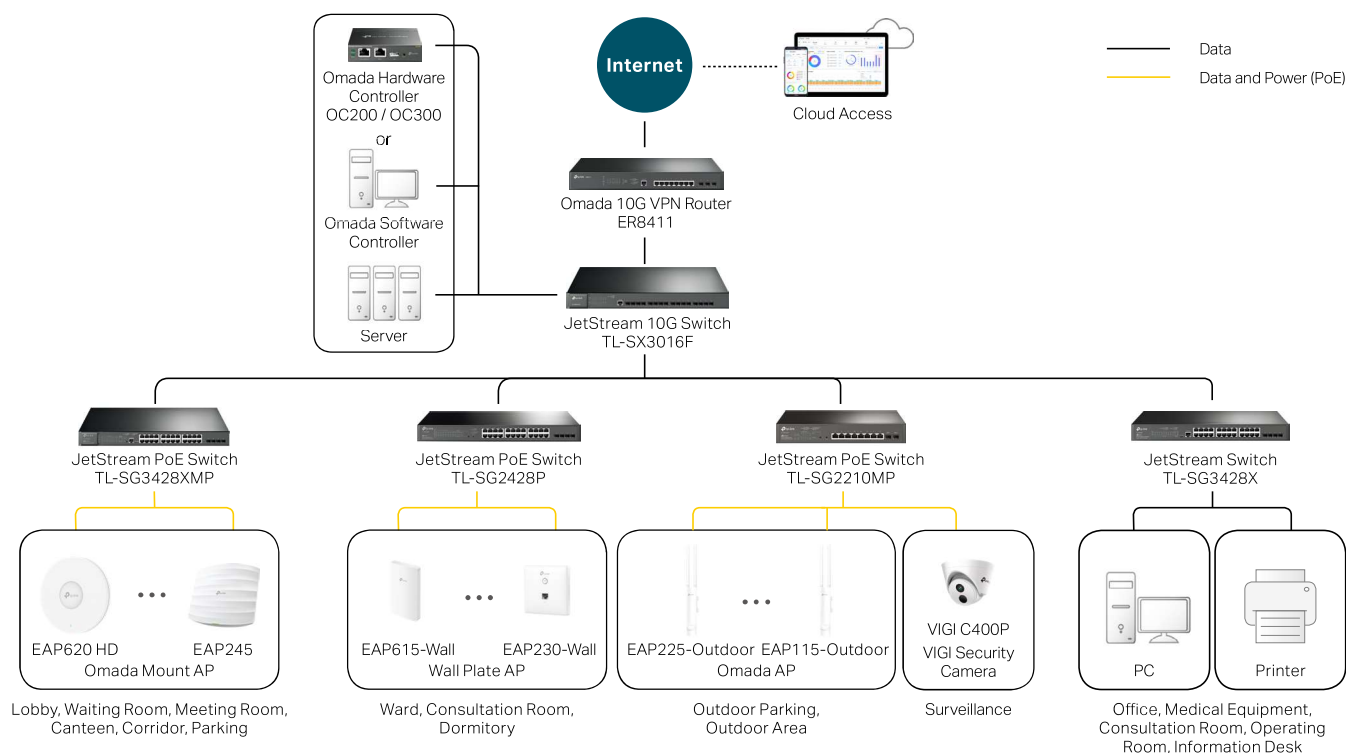 Internet
Cloud Access
Data
Data and Power (PoE)
Omada Hardware
Controller
OC200 / OC300
or
Omada Software
Controller
Server
Omada 10G VPN Router
ER8411
JetStream 10G Switch
TL-SX3016F
JetStream PoE Switch
TL-SG3428XMP
JetStream PoE Switch
TL-SG2428P
JetStream PoE Switch
TL-SG2210MP
JetStream Switch
TL-SG3428X
EAP620 HD
EAP245
Omada Mount AP
Lobby, Waiting Room, Meeting Room,
Canteen, Corridor, Parking
EAP615-Wall
EAP230-Wall
Wall Plate AP
Ward, Consultation Room,
Dormitory
EAP225-Outdoor
EAP115-Outdoor
Omada AP
Outdoor Parking,
Outdoor Area
VIGI C400P
VIGI Security
Camera
Surveillance
PC
Printer
Office, Medical Equipment,
Consultation Room, Operating
Room, Information Desk